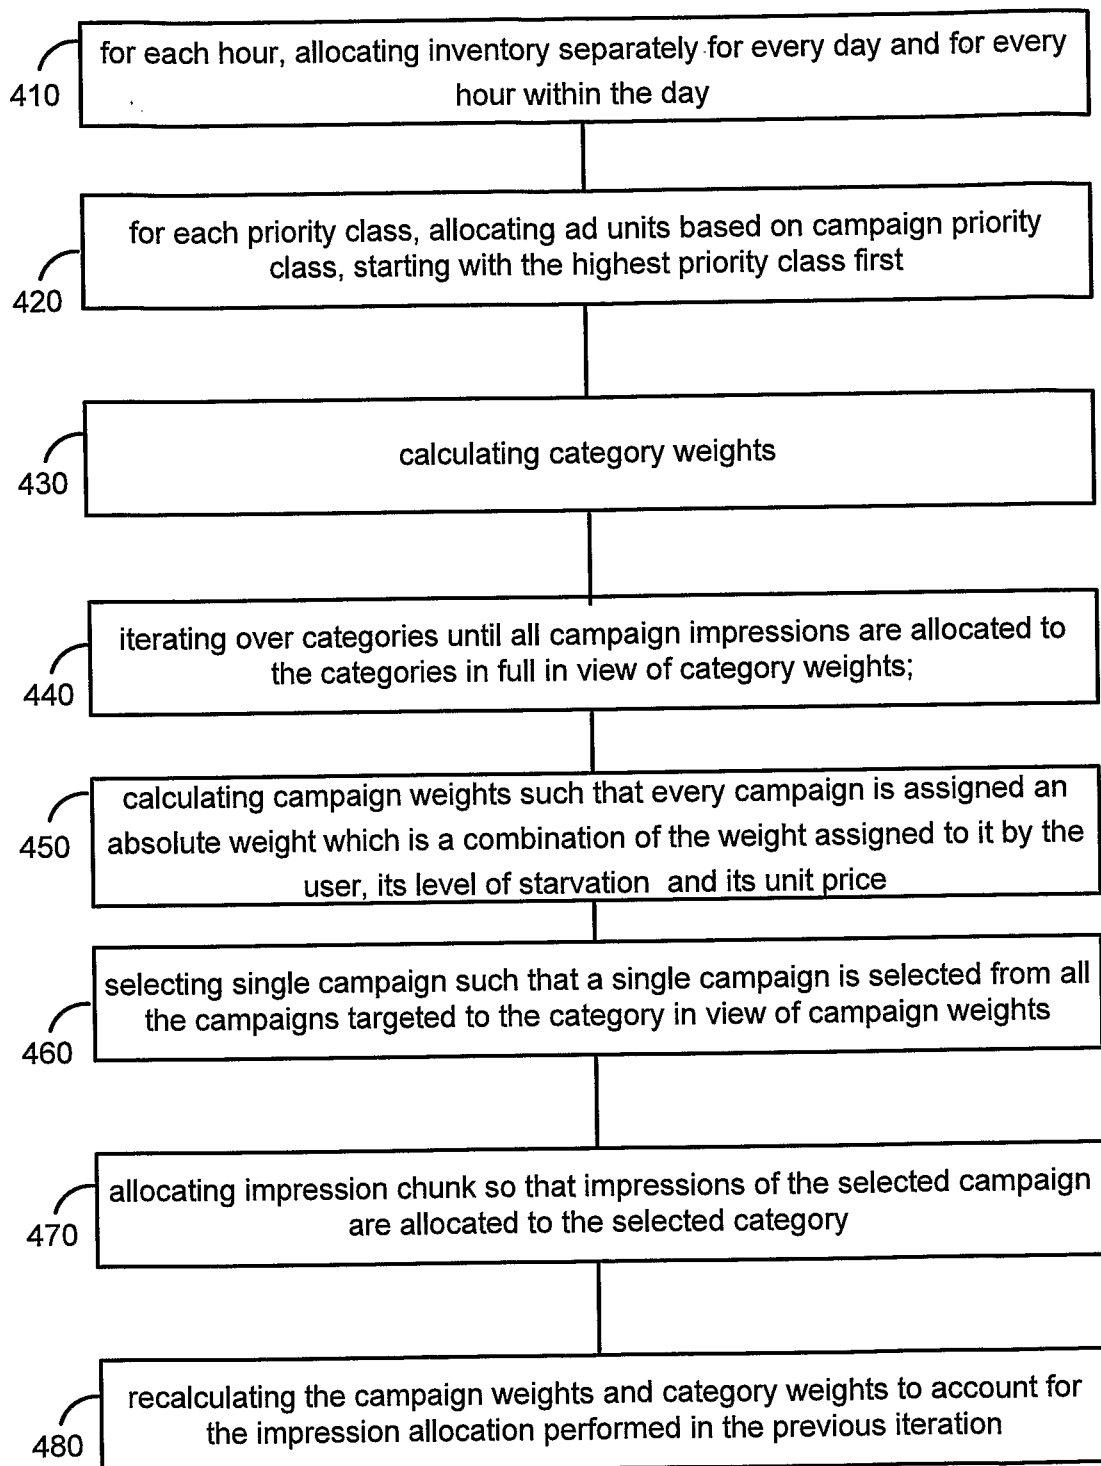 for each hour, allocating inventory separately for every day and for every
hour within the day
410
for each priority class, allocating ad units based on campaign priority
class, starting with the highest priority class first
420
calculating category weights
430
iterating over categories until all campaign impressions are allocated to
the categories in full in view of category weights;
440
calculating campaign weights such that every campaign is assigned an
absolute weight which is a combination of the weight assigned to it by the
user, its level of starvation and its unit price
450
selecting single campaign such that a single campaign is selected from all
the campaigns targeted to the category in view of campaign weights
460
allocating impression chunk so that impressions of the selected campaign
are allocated to the selected category
470
recalculating the campaign weights and category weights to account for
the impression allocation performed in the previous iteration
480